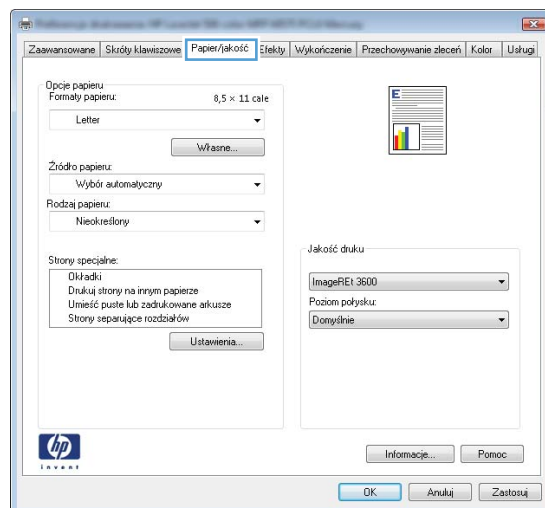 Zaawansowane Skróty klawiszowe Papier/jakość Efekty Wykończenie Przechowywanie zleceń Kolor Usługi
Opcje papieru
Formaty papieru: 8,5 × 11 cale
Letter
Własne...
Źródło papieru:
Wybór automatyczny
Rodzaj papieru:
Nieokreślony
Strony specjalne:
Okładki
Drukuj strony na innym papierze
Umieść puste lub zadrukowane arkusze
Strony separujące rozdziałów
Ustawienia...
E
Jakość druku
ImageREt 3600
Poziom połysku:
Domyślnie
hp
invent
Informacje... Pomoc
OK Anuluj Zastosuj